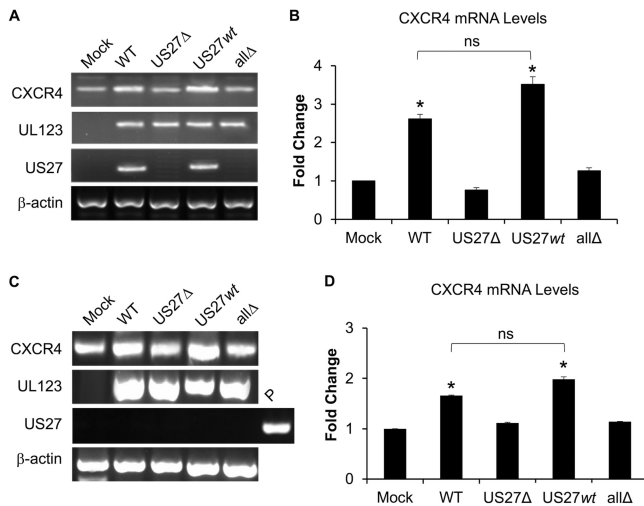 A
Mock WT US27Δ US27wt allΔ
CXCR4
UL123
US27
β-actin
B
CXCR4 mRNA Levels
ns
Fold Change
4
3
2
1
0
*
*
Mock WT US27Δ US27wt allΔ
C
Mock WT US27Δ US27wt allΔ
CXCR4
UL123
P
US27
β-actin
D
CXCR4 mRNA Levels
ns
Fold Change
3
2
1
0
*
*
Mock WT US27Δ US27wt allΔ